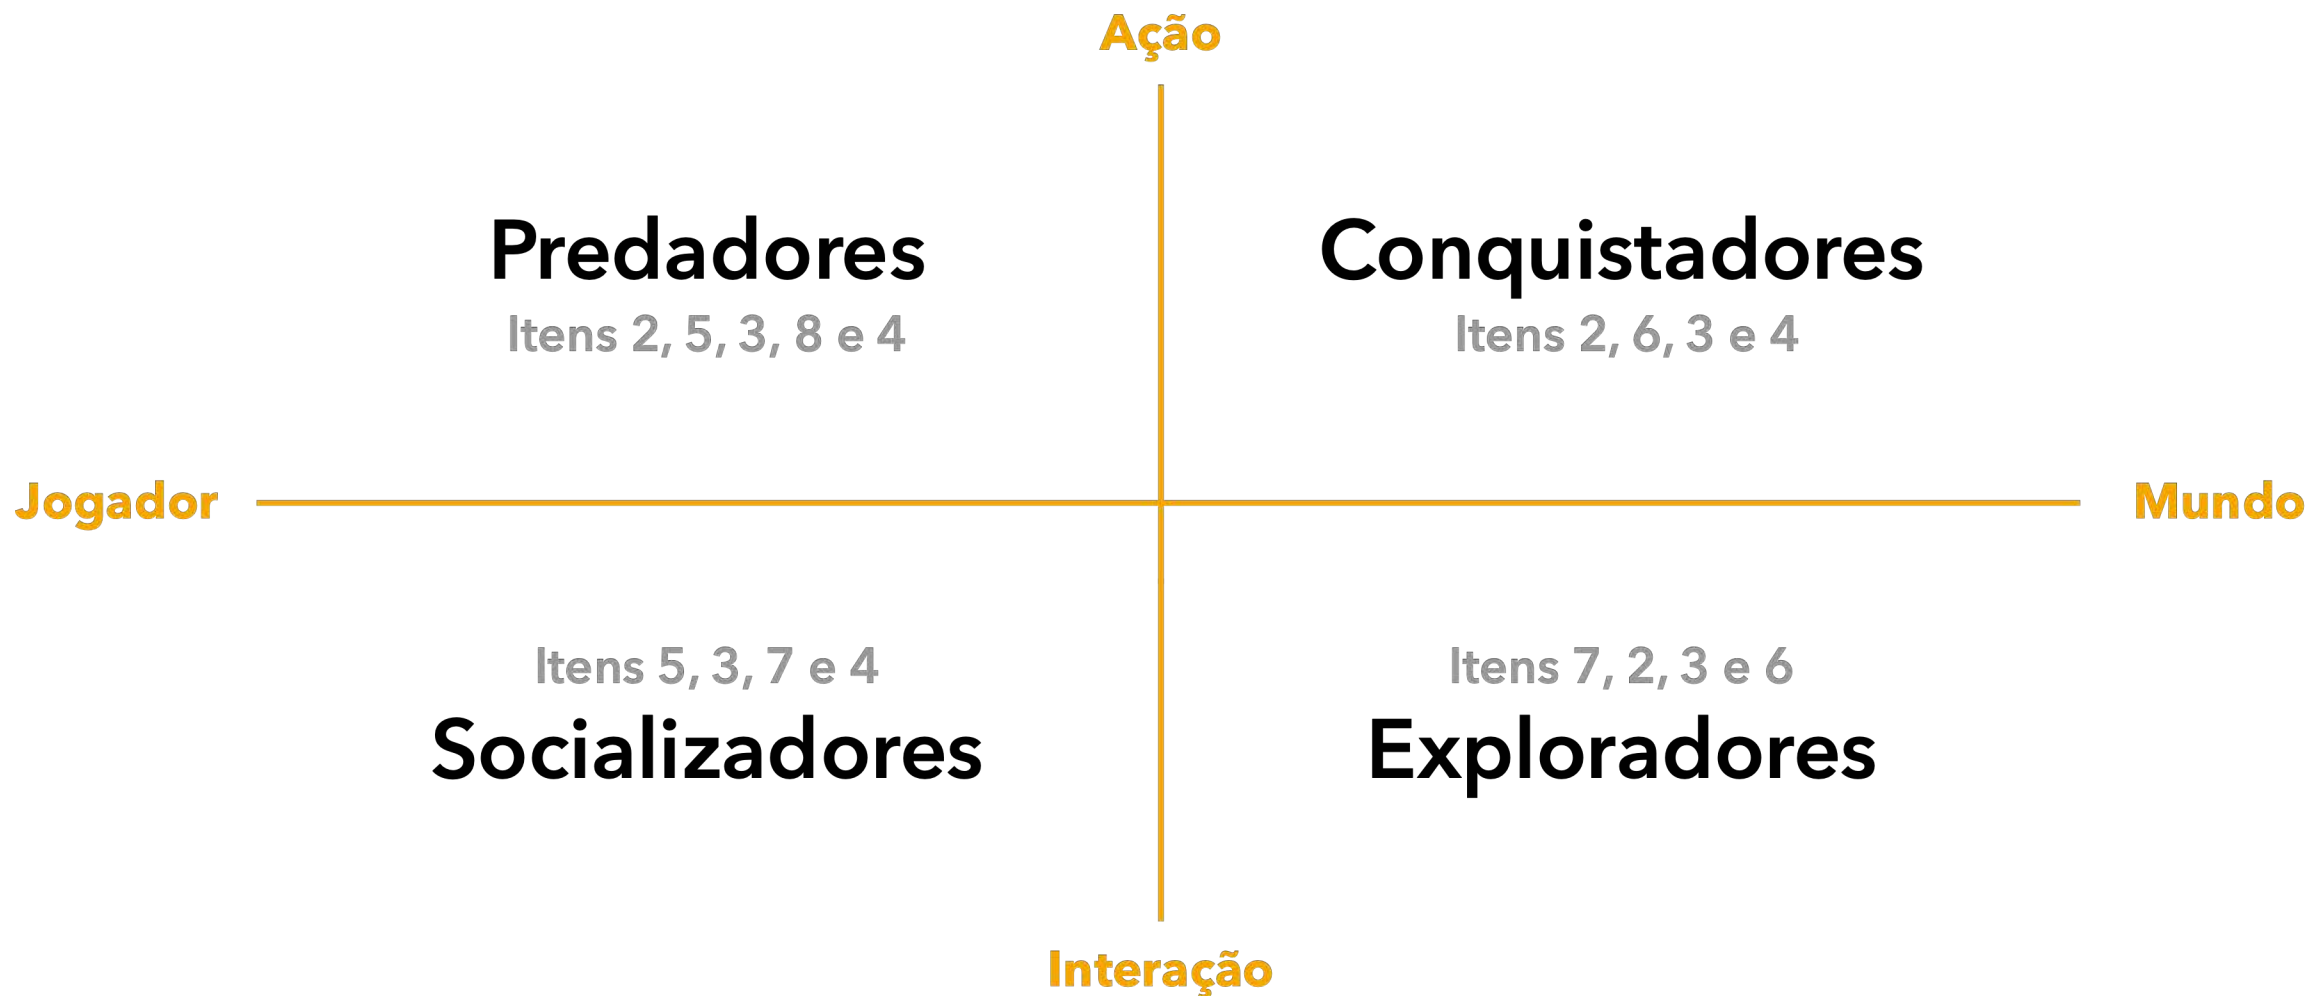 Ação
Predadores
Itens 2, 5, 3, 8 e 4
Conquistadores
Itens 2, 6, 3 e 4
Jogador
Mundo
Itens 5, 3, 7 e 4
Socializadores
Itens 7, 2, 3 e 6
Exploradores
Interação